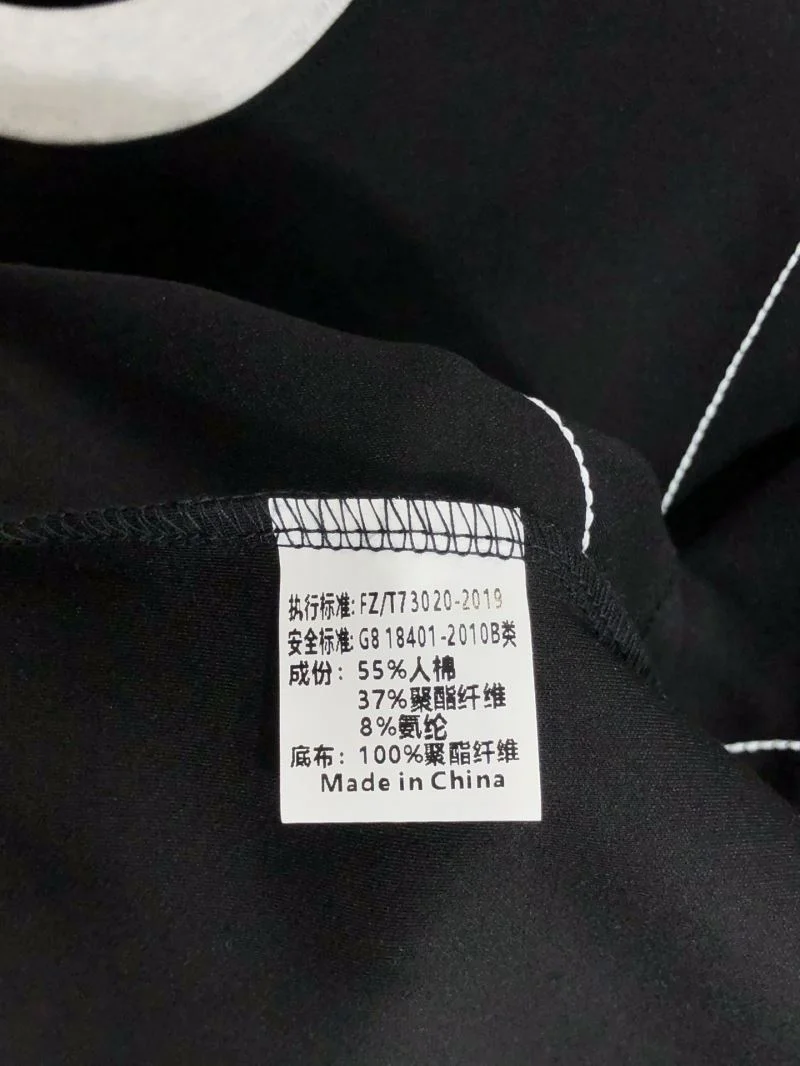 执行标准: FZ/T73020-2019
安全标准: G8 18401-2010B类
成份: 55%人棉
37%聚酯纤维
8%氨纶
底布: 100%聚酯纤维
Made in China